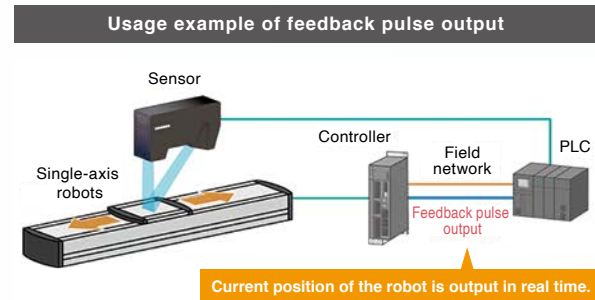 Usage example of feedback pulse output
Sensor
Controller
PLC
Field
network
Single-axis
robots
Feedback pulse
output
Current position of the robot is output in real time.